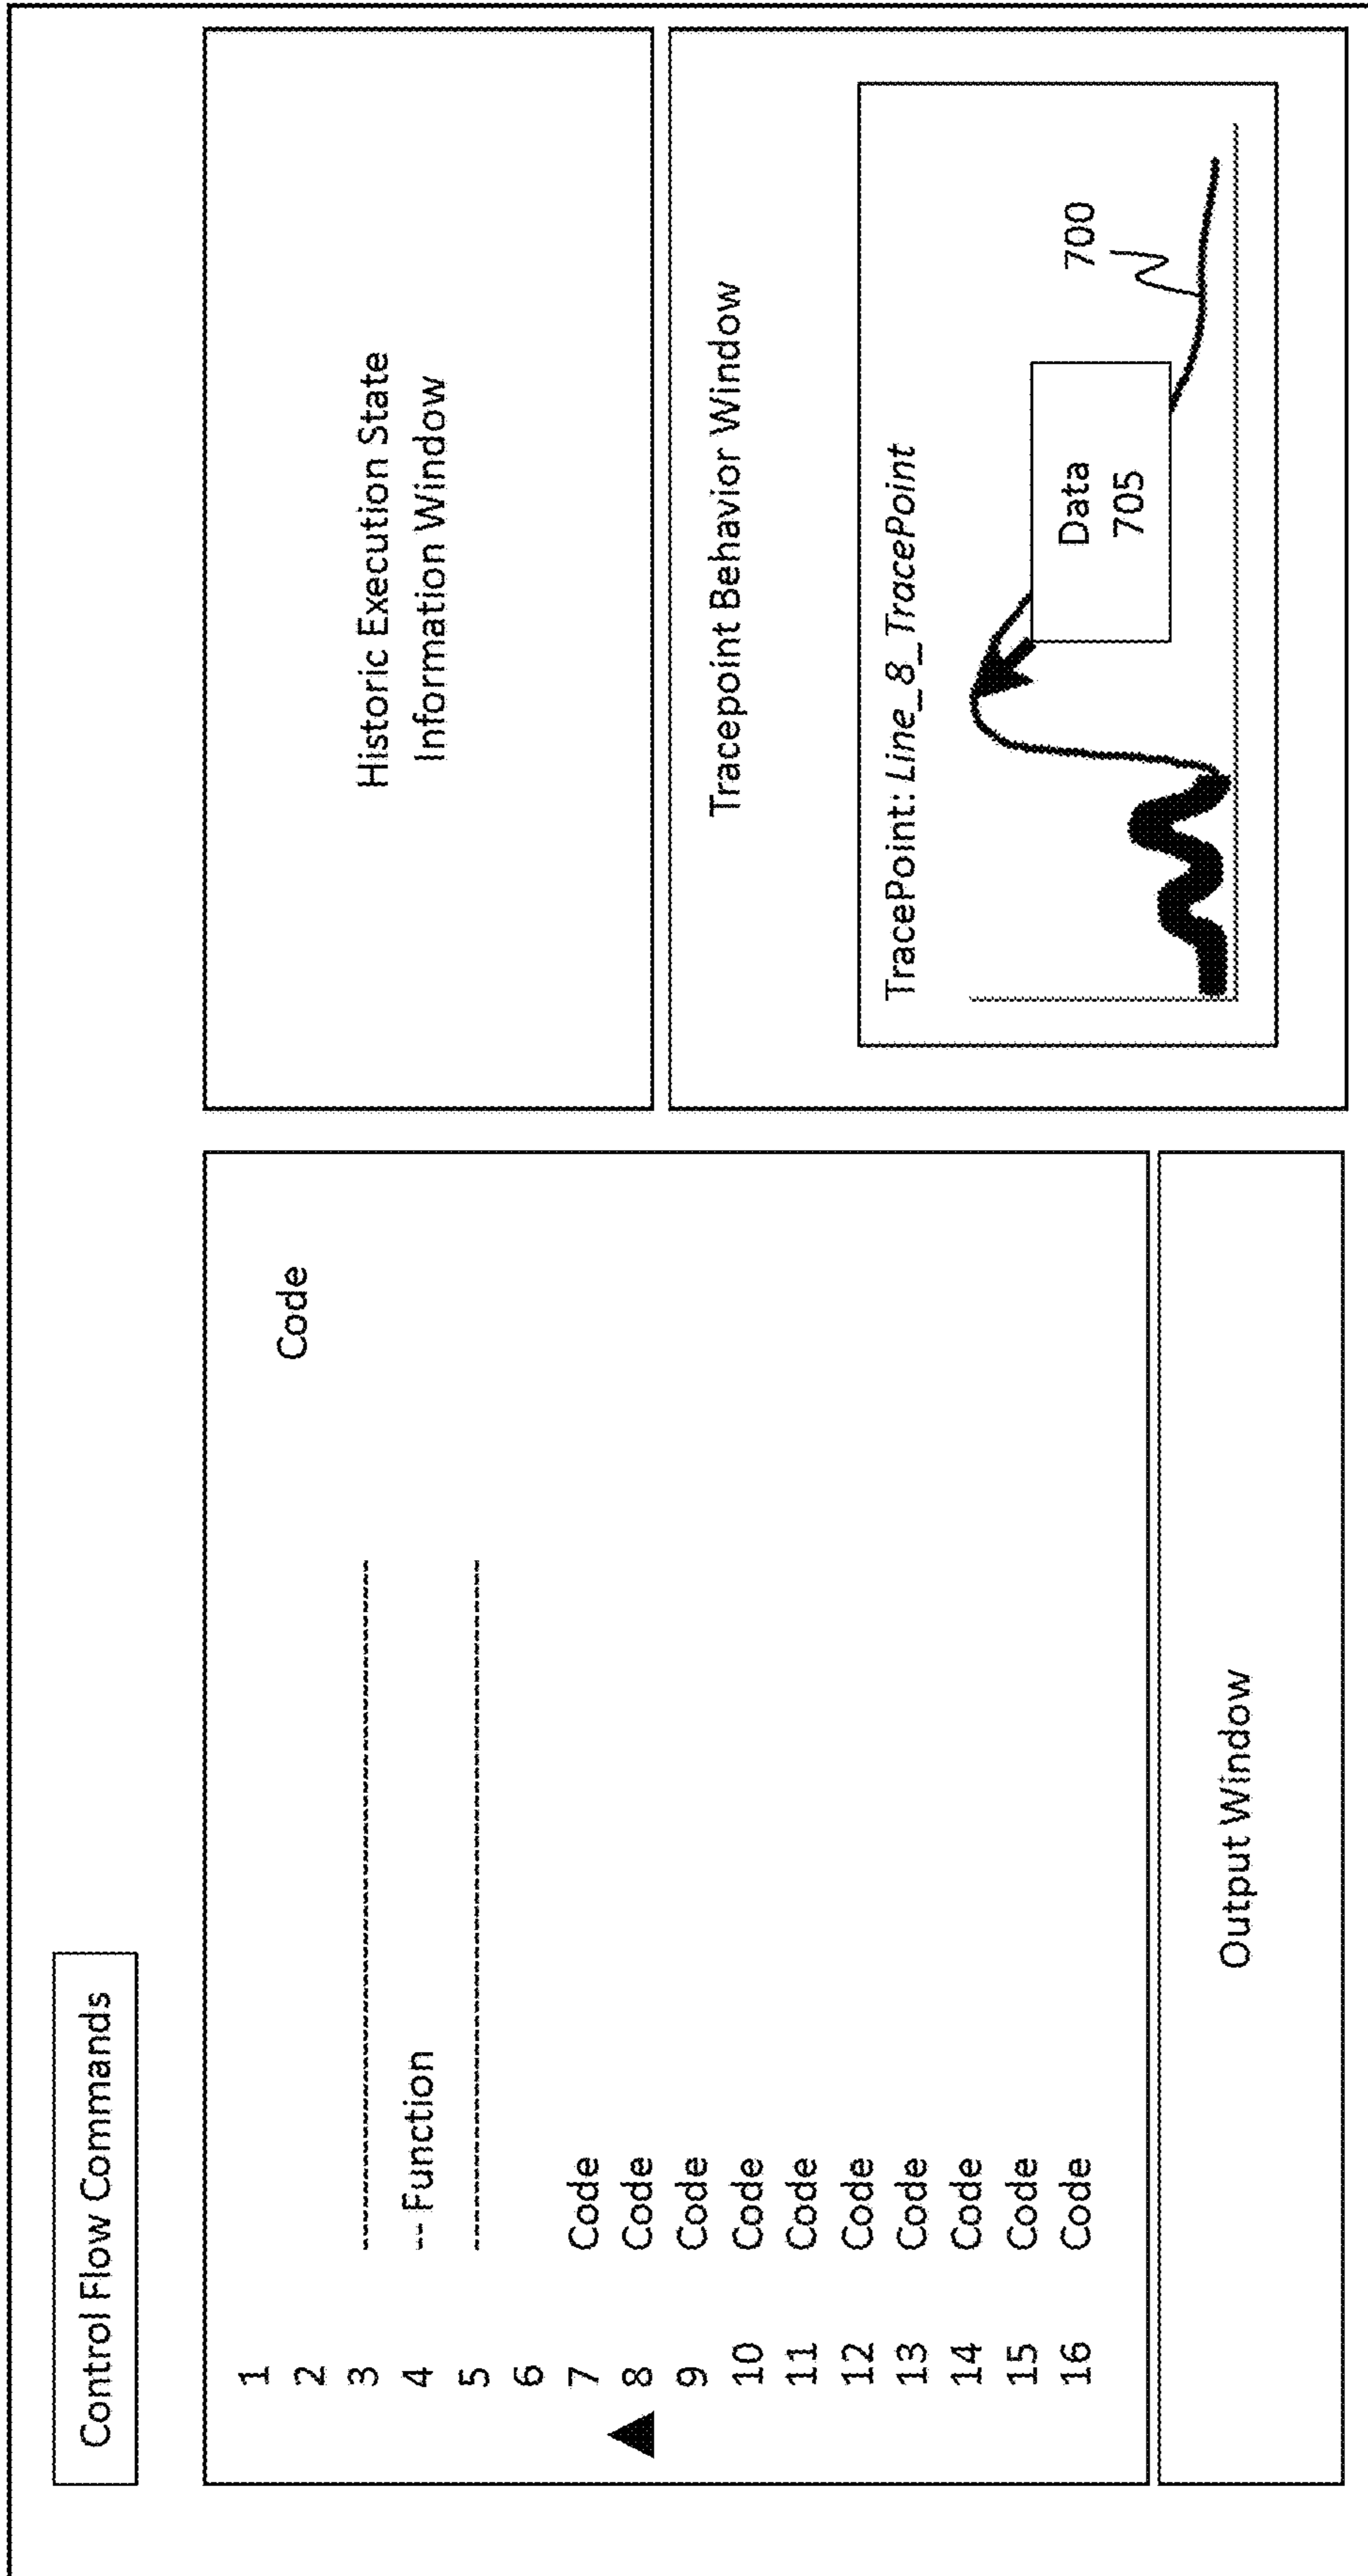 Control Flow Commands
Code
1
2
3 --------------------------------------------------
4 -- Function
5 --------------------------------------------------
6
7 Code
8 Code
9 Code
10 Code
11 Code
12 Code
13 Code
14 Code
15 Code
16 Code
Output Window
Historic Execution State
Information Window
Tracepoint Behavior Window
TracePoint: Line_8_TracePoint
Data
705
700